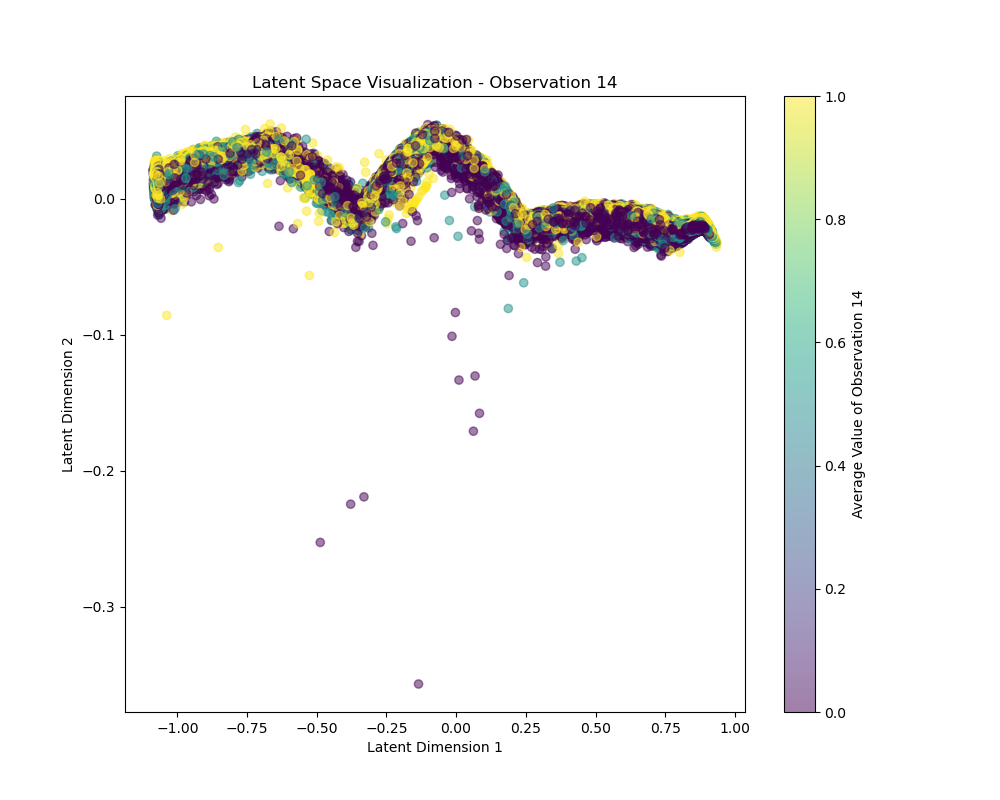 Latent Space Visualization - Observation 14
Latent Dimension 2
0.0
−0.1
−0.2
−0.3
−1.00 −0.75 −0.50 −0.25 0.00 0.25 0.50 0.75 1.00
Latent Dimension 1
1.0
0.8
0.6
0.4
0.2
0.0
Average Value of Observation 14